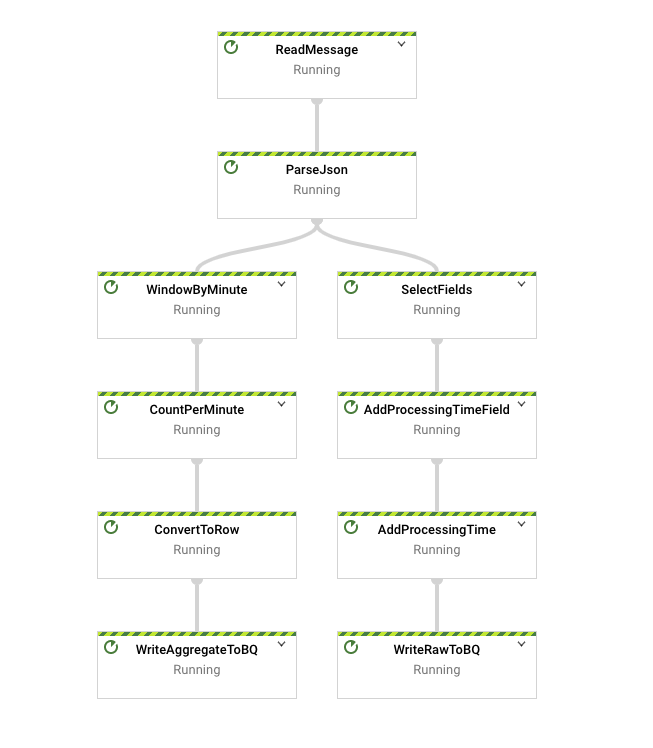 ReadMessage
Running
ParseJson
Running
WindowByMinute
Running
SelectFields
Running
CountPerMinute
Running
AddProcessingTimeField
Running
ConvertToRow
Running
AddProcessingTime
Running
WriteAggregateToBQ
Running
WriteRawToBQ
Running